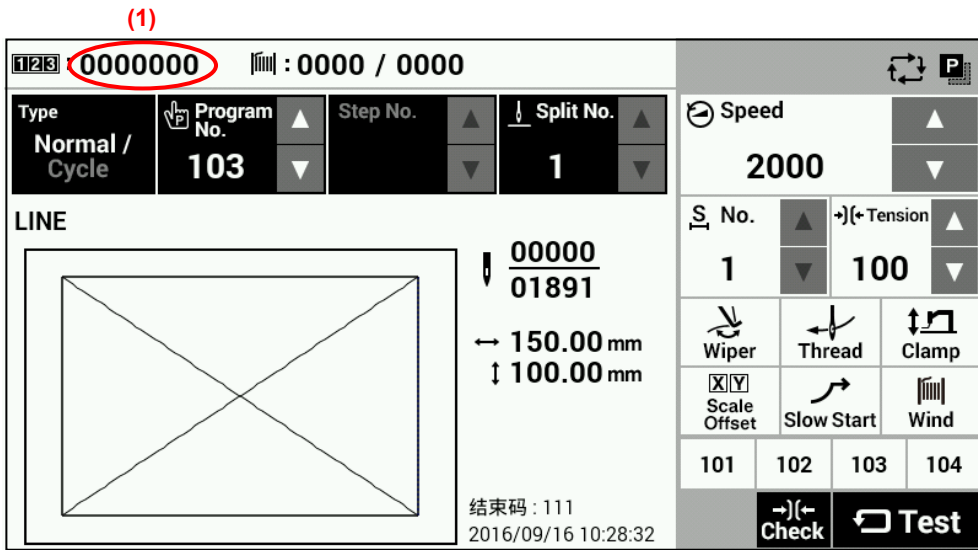 (1)
123 : 0000000 : 0000 / 0000
P
Type
Normal /
Cycle
P Program
No.
103
Step No.
Split No.
1
Speed
2000
LINE
S No.
1
Tension
100
00000
01891
150.00 mm
100.00 mm
Wiper
Thread
Clamp
X Y
Scale
Offset
Slow Start
Wind
101 102 103 104
结束码 : 111
2016/09/16 10:28:32
Check
Test